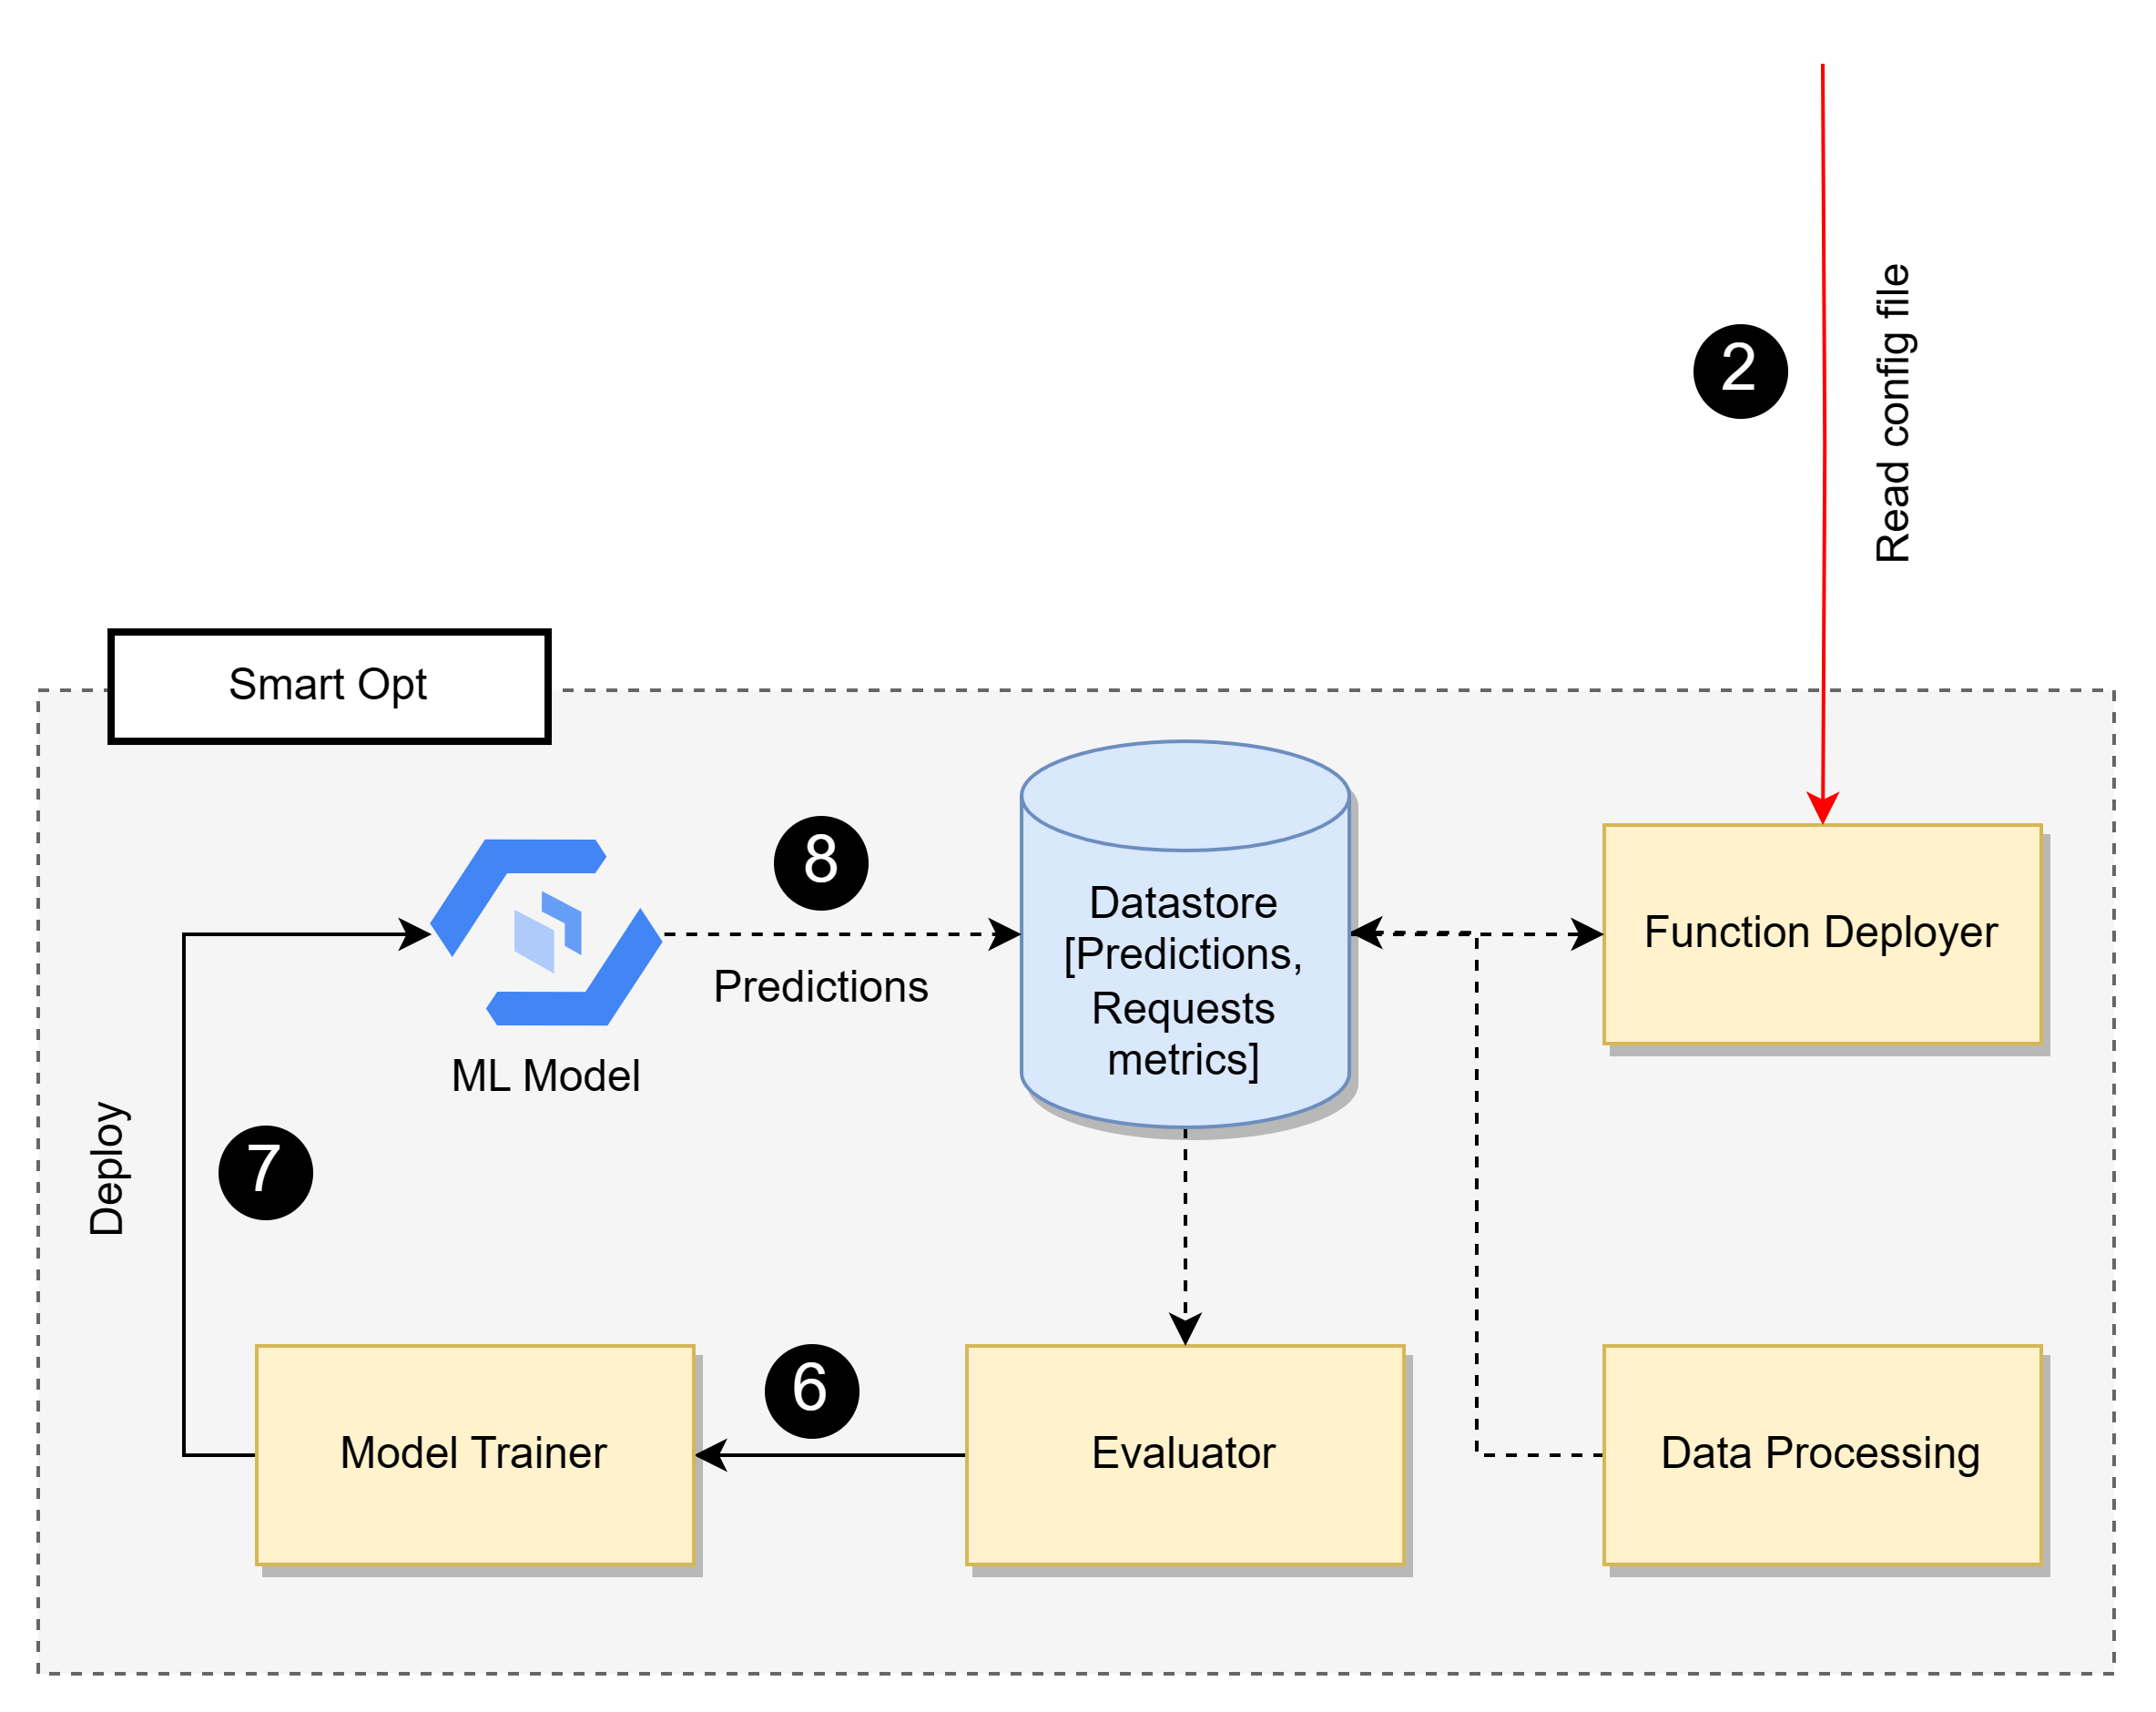 2
Read config file
Smart Opt
8
Predictions
ML Model
Datastore
[Predictions,
Requests
metrics]
Function Deployer
Deploy
7
6
Model Trainer
Evaluator
Data Processing